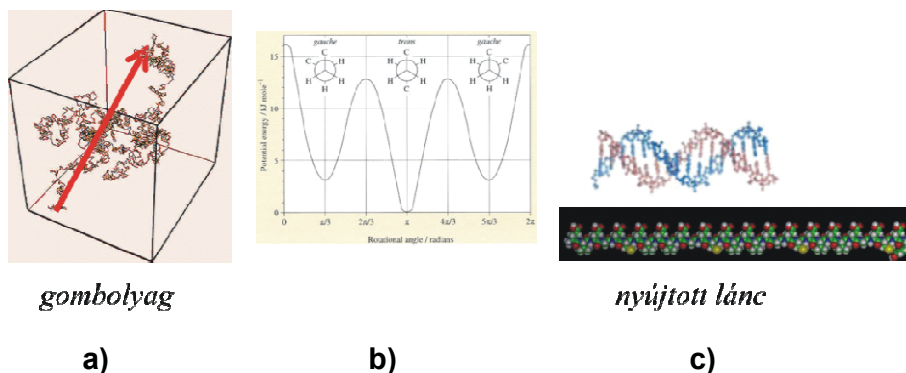 gauche trans gauche
C C
C H H H H C
H H H H H H
H C H
15
10
5
0
Potential energy / kJ mole⁻¹
0 π/3 2π/3 π 4π/3 5π/3 2π
Rotational angle / radians
gombolyag
nyújtott lánc
a) b) c)